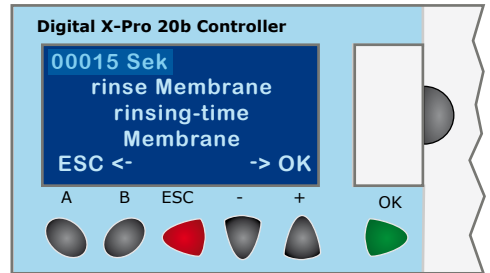 Digital X-Pro 20b Controller
00015 Sek
rinse Membrane
rinsing-time
Membrane
ESC <- -> OK
A B ESC - + OK